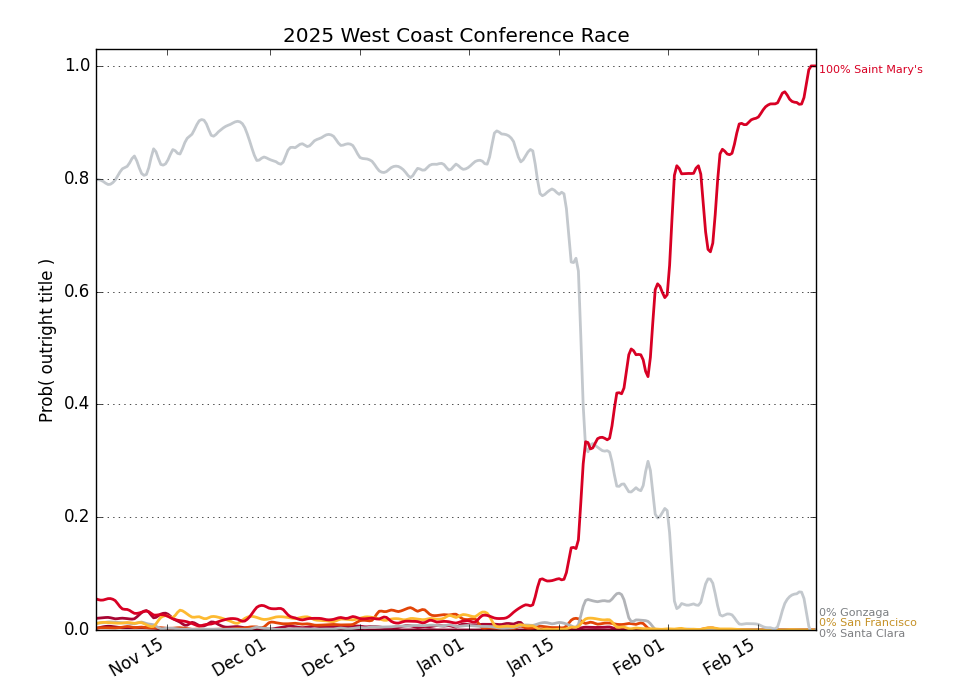 2025 West Coast Conference Race
Prob( outright title )
1.0
0.8
0.6
0.4
0.2
0.0
Nov 15
Dec 01
Dec 15
Jan 01
Jan 15
Feb 01
Feb 15
100% Saint Mary's
0% Gonzaga
0% San Francisco
0% Santa Clara